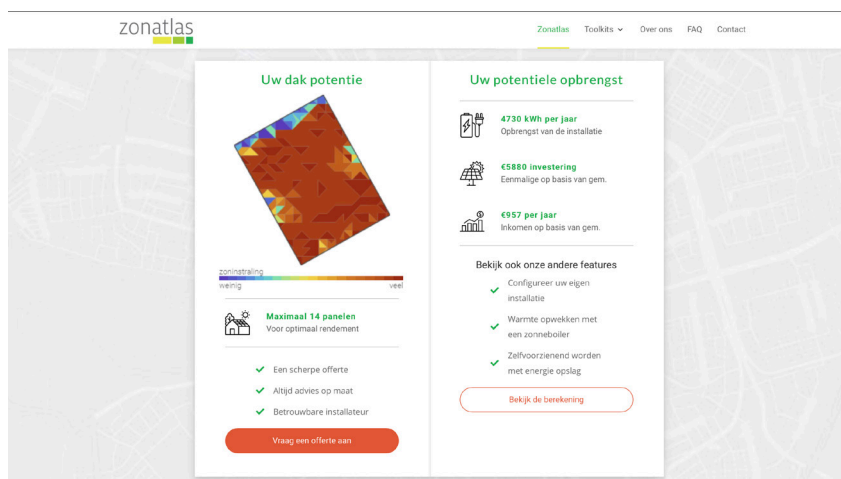 zonatlas
Zonatlas Toolkits Over ons FAQ Contact
Uw dak potentie
zoninstraling
weinig veel
Maximaal 14 panelen
Voor optimaal rendement
Een scherpe offerte
Altijd advies op maat
Betrouwbare installateur
Vraag een offerte aan
Uw potentiele opbrengst
4730 kWh per jaar
Opbrengst van de installatie
€5880 investering
Eenmalige op basis van gem.
€957 per jaar
Inkomen op basis van gem.
Bekijk ook onze andere features
Configureer uw eigen
installatie
Warmte opwekken met
een zonneboiler
Zelfvoorzienend worden
met energie opslag
Bekijk de berekening